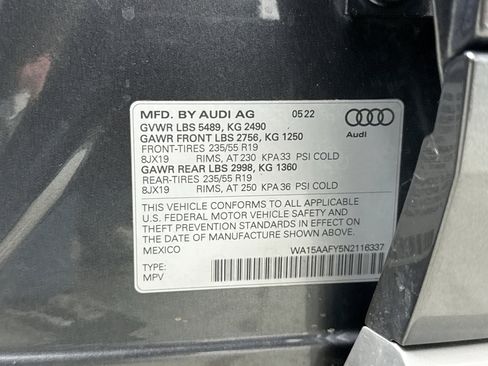 MFD. BY AUDI AG 05:22
GVWR LBS 5489, KG 2490
GAWR FRONT LBS 2756, KG 1250
FRONT-TIRES 235/55 R19
8JX19 RIMS, AT 230 KPA 33 PSI COLD
GAWR REAR LBS 2998, KG 1360
REAR-TIRES 235/55 R19
8JX19 RIMS, AT 250 KPA 36 PSI COLD
Audi
THIS VEHICLE CONFORMS TO ALL APPLICABLE
U.S. FEDERAL MOTOR VEHICLE SAFETY AND
THEFT PREVENTION STANDARDS IN EFFECT ON
THE DATE OF MANUFACTURE SHOWN ABOVE.
MEXICO
WA15AAFY5N2116337
TYPE:
MPV